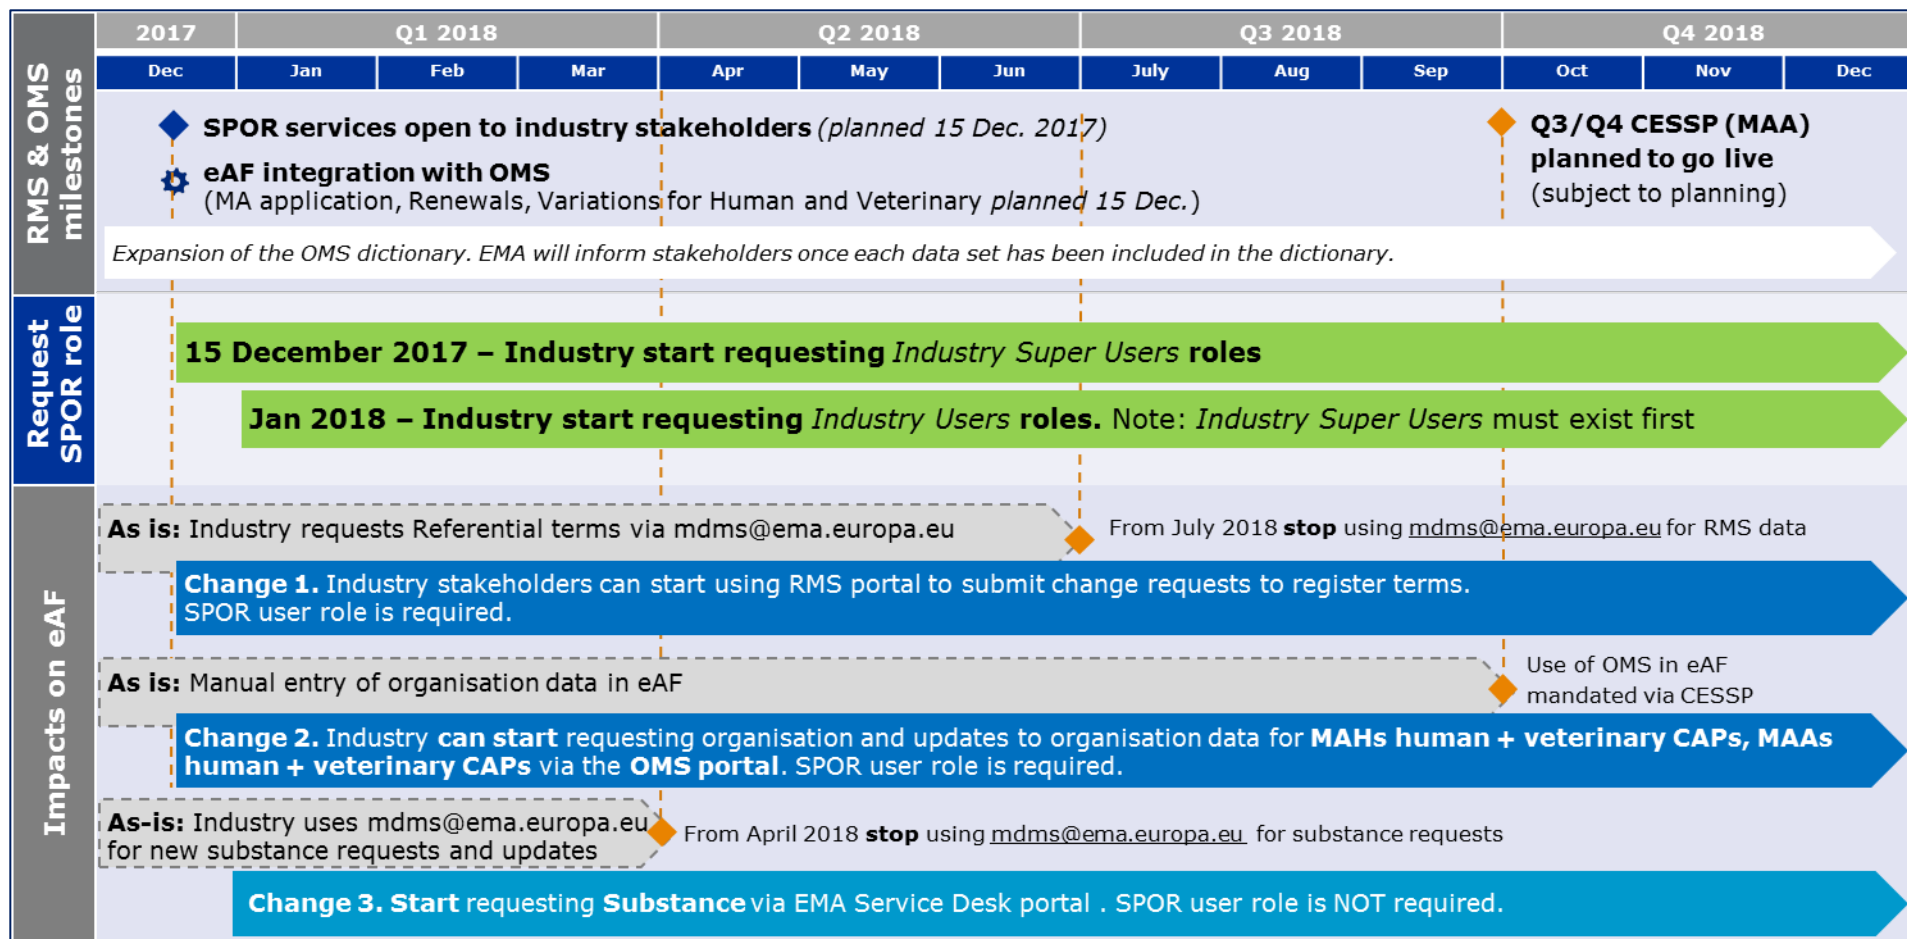 2017 Q1 2018 Q2 2018 Q3 2018 Q4 2018
Dec Jan Feb Mar Apr May Jun July Aug Sep Oct Nov Dec
RMS & OMS
milestones
SPOR services open to industry stakeholders (planned 15 Dec. 2017)
eAF integration with OMS
(MA application, Renewals, Variations for Human and Veterinary planned 15 Dec.)
Q3/Q4 CESSP (MAA)
planned to go live
(subject to planning)
Expansion of the OMS dictionary. EMA will inform stakeholders once each data set has been included in the dictionary.
Request
SPOR role
15 December 2017 – Industry start requesting Industry Super Users roles
Jan 2018 – Industry start requesting Industry Users roles. Note: Industry Super Users must exist first
Impacts on eAF
As is: Industry requests Referential terms via mdms@ema.europa.eu
From July 2018 stop using mdms@ema.europa.eu for RMS data
Change 1. Industry stakeholders can start using RMS portal to submit change requests to register terms.
SPOR user role is required.
As is: Manual entry of organisation data in eAF
Use of OMS in eAF
mandated via CESSP
Change 2. Industry can start requesting organisation and updates to organisation data for MAHs human + veterinary CAPs, MAAs
human + veterinary CAPs via the OMS portal. SPOR user role is required.
As-is: Industry uses mdms@ema.europa.eu
for new substance requests and updates
From April 2018 stop using mdms@ema.europa.eu for substance requests
Change 3. Start requesting Substance via EMA Service Desk portal . SPOR user role is NOT required.